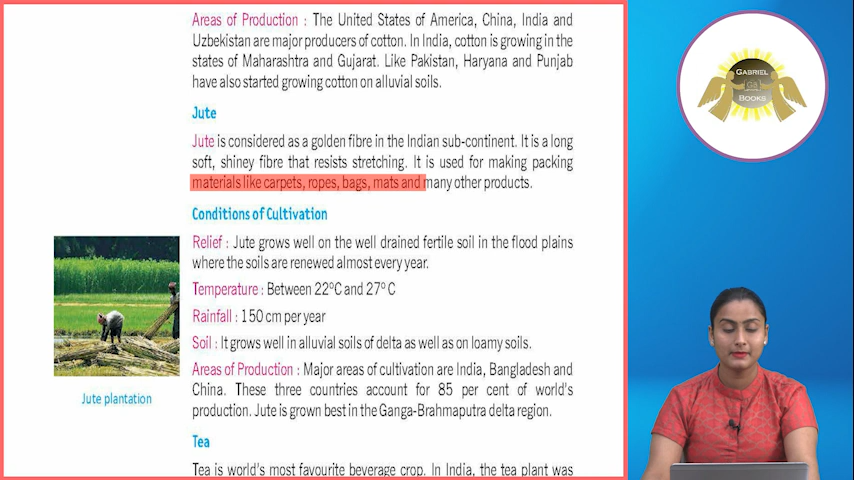 Areas of Production : The United States of America, China, India and
Uzbekistan are major producers of cotton. In India, cotton is growing in the
states of Maharashtra and Gujarat. Like Pakistan, Haryana and Punjab
have also started growing cotton on alluvial soils.
Jute
Jute is considered as a golden fibre in the Indian sub-continent. It is a long
soft, shiney fibre that resists stretching. It is used for making packing
materials like carpets, ropes, bags, mats and many other products.
Conditions of Cultivation
Relief : Jute grows well on the well drained fertile soil in the flood plains
where the soils are renewed almost every year.
Temperature : Between 22°C and 27° C
Rainfall : 150 cm per year
Soil : It grows well in alluvial soils of delta as well as on loamy soils.
Areas of Production : Major areas of cultivation are India, Bangladesh and
China. These three countries account for 85 per cent of world's
production. Jute is grown best in the Ganga-Brahmaputra delta region.
Jute plantation
Tea
Tea is world's most favourite beverage crop. In India, the tea plant was
GABRIEL
BOOKS